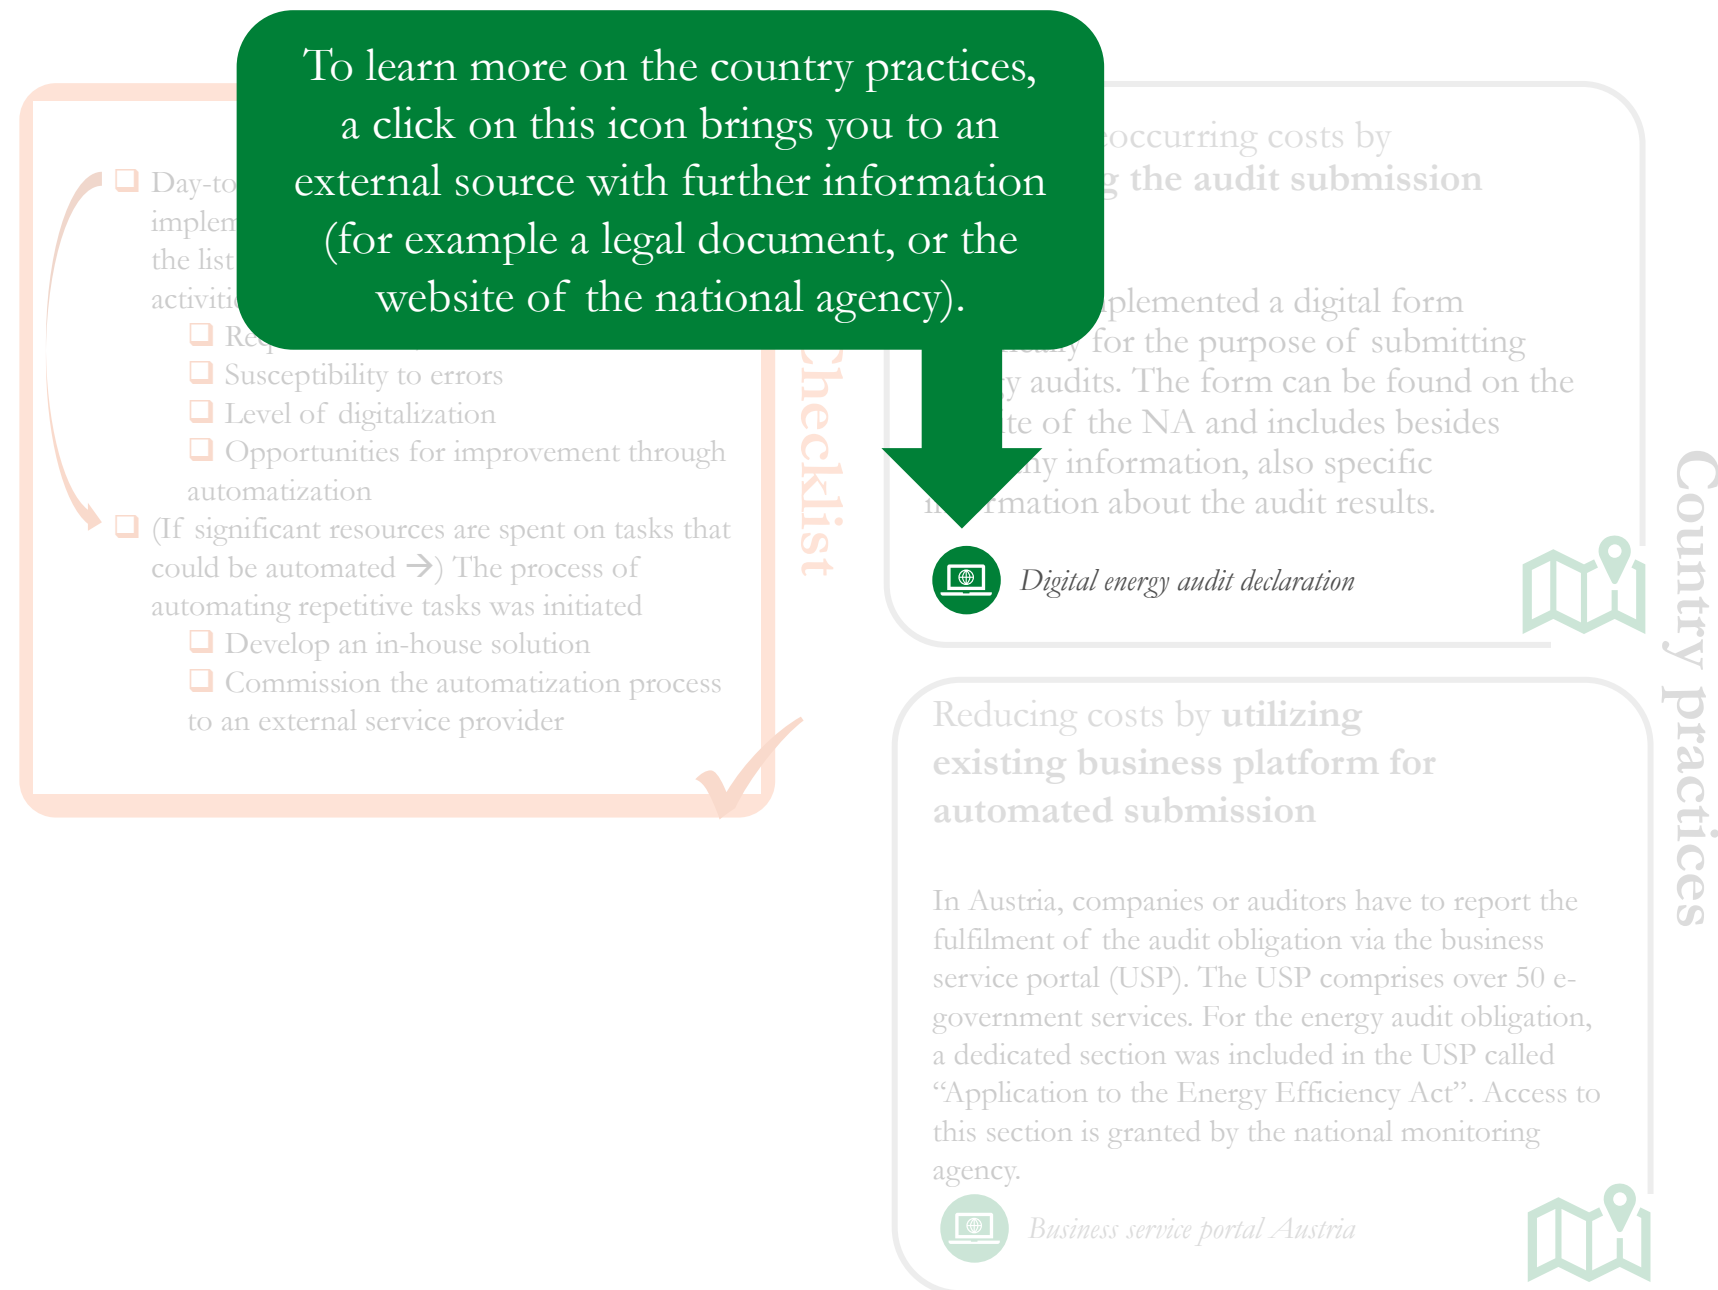 To learn more on the country practices,
a click on this icon brings you to an
external source with further information
(for example a legal document, or the
website of the national agency).
the list
Susceptibility to errors
Level of digitalization
Opportunities for improvement through
automatization
(If significant resources are spent on tasks that
could be automated →) The process of
automating repetitive tasks was initiated
Develop an in-house solution
Commission the automatization process
to an external service provider
Checklist
costs by
the audit submission
a digital form
for the purpose of submitting
audits. The form can be found on the
of the NA and includes besides
information, also specific
about the audit results.
Digital energy audit declaration
Reducing costs by utilizing
existing business platform for
automated submission
In Austria, companies or auditors have to report the
fulfilment of the audit obligation via the business
service portal (USP). The USP comprises over 50 e-
government services. For the energy audit obligation,
a dedicated section was included in the USP called
“Application to the Energy Efficiency Act”. Access to
this section is granted by the national monitoring
agency.
Business service portal Austria
Country practices